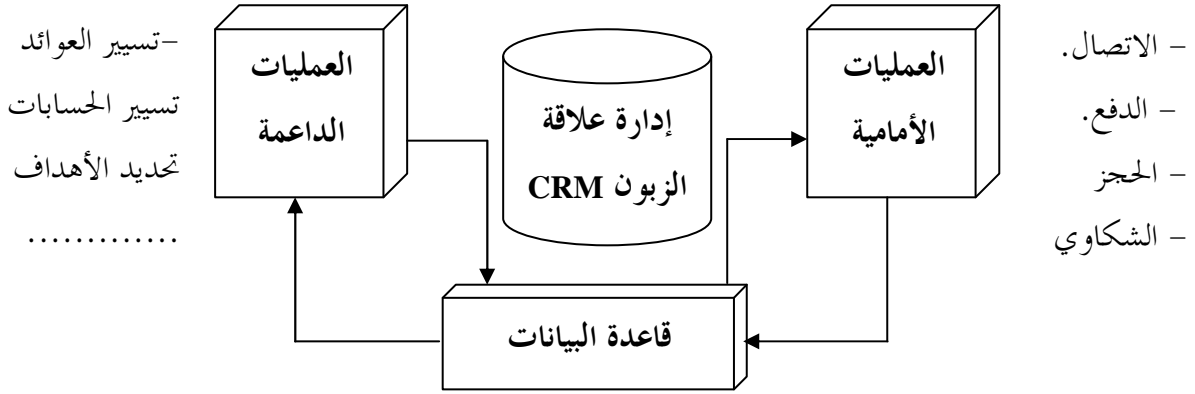 – الاتصال.
– الدفع.
– الحجز
– الشكاوي
العمليات
الأمامية
إدارة علاقة
الزبون CRM
العمليات
الداعمة
–تسيير العوائد
تسيير الحسابات
تحديد الأهداف
.............
قاعدة البيانات